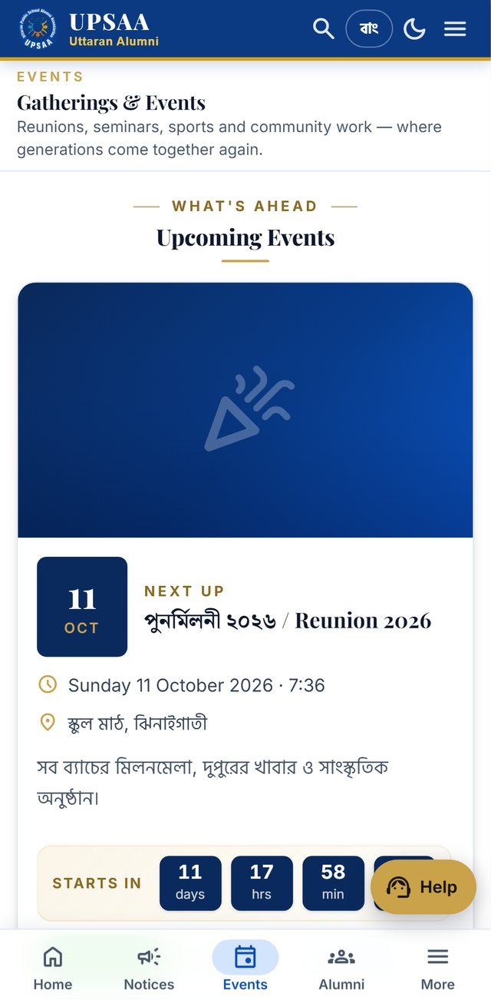 UPSAA
Uttaran Alumni
বাং
EVENTS
Gatherings & Events
Reunions, seminars, sports and community work — where
generations come together again.
WHAT'S AHEAD
Upcoming Events
11
OCT
NEXT UP
পুনর্মিলনী ২০২৬ / Reunion 2026
Sunday 11 October 2026 · 7:36
স্কুল মাঠ, ঝিনাইগাতী
সব ব্যাচের মিলনমেলা, দুপুরের খাবার ও সাংস্কৃতিক
অনুষ্ঠান।
STARTS IN
11
days
17
hrs
58
min
Help
Home
Notices
Events
Alumni
More